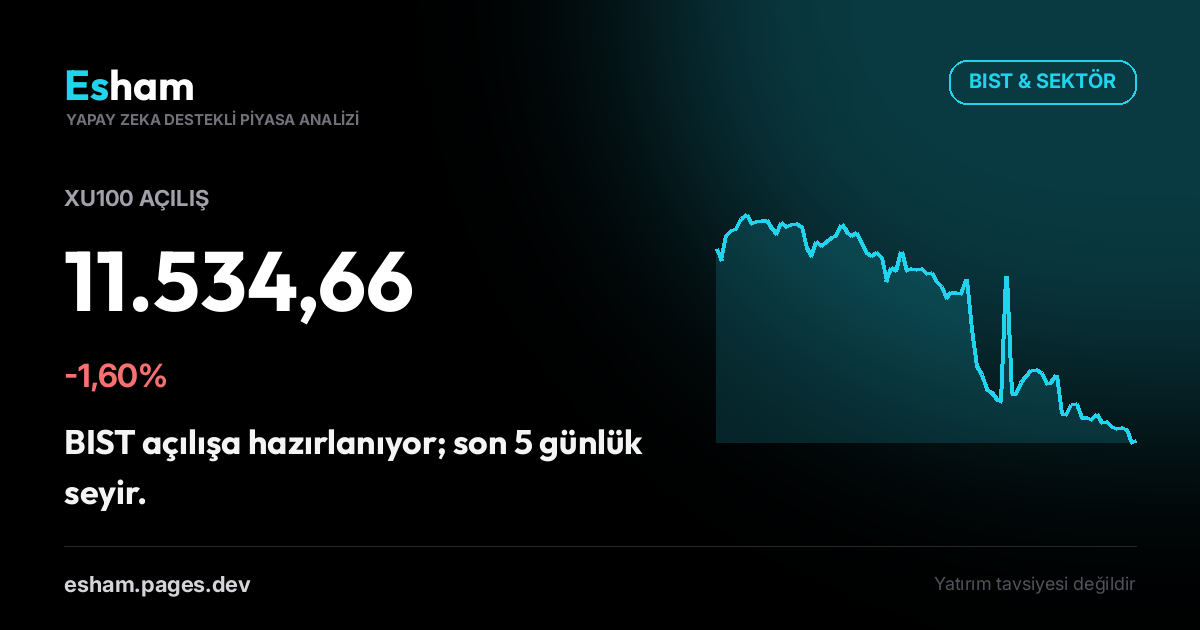 Esham
YAPAY ZEKA DESTEKLİ PİYASA ANALİZİ
BIST & SEKTÖR
XU100 AÇILIŞ
11.534,66
-1,60%
BIST açılışa hazırlanıyor; son 5 günlük
seyir.
esham.pages.dev
Yatırım tavsiyesi değildir